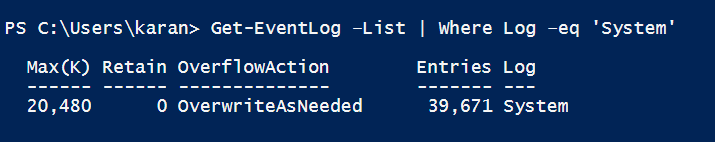 PS C:\Users\karan> Get-EventLog –List | Where Log –eq 'System'
Max(K) Retain OverflowAction Entries Log
------ ------ -------------- ------- ---
20,480 0 OverwriteAsNeeded 39,671 System